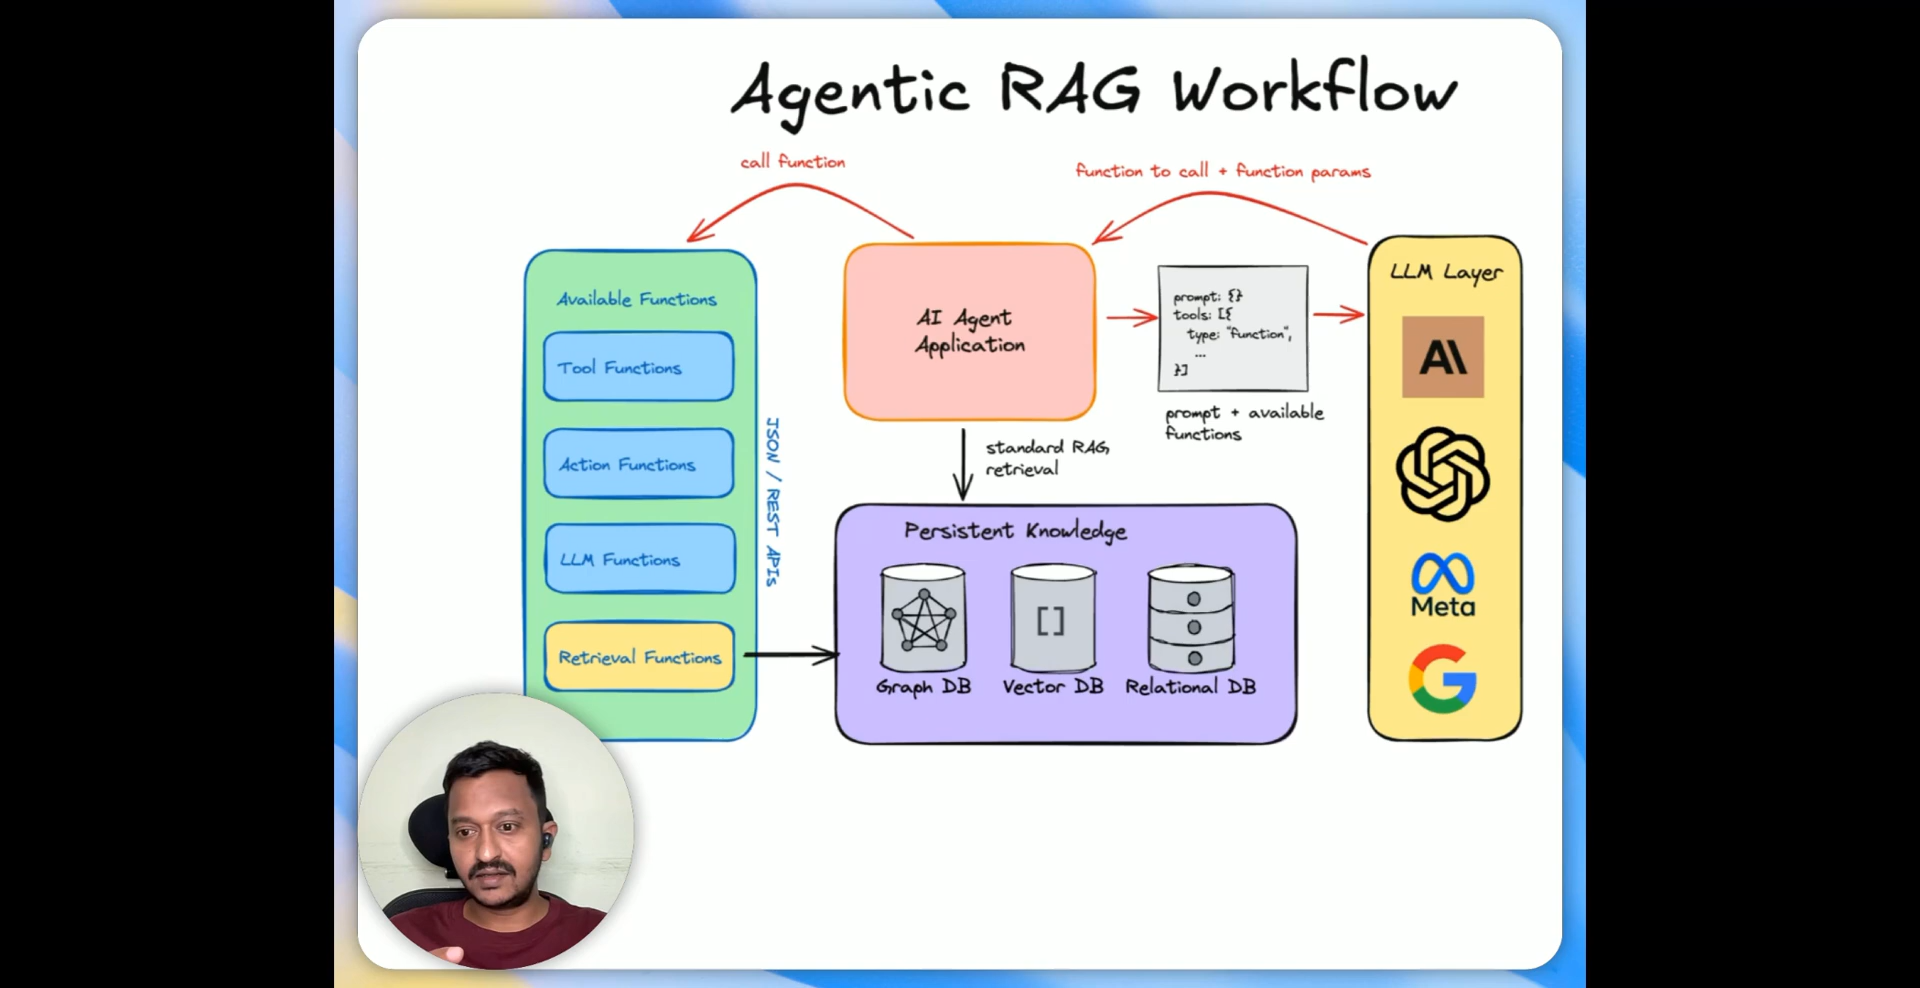 Agentic RAG Workflow
call function
function to call + function params
Available Functions
Tool Functions
Action Functions
LLM Functions
Retrieval Functions
JSON / REST APIs
AI Agent
Application
prompt: {}
tools: [{
type: "function",
...
}]
prompt + available
functions
standard RAG
retrieval
Persistent Knowledge
[]
Graph DB
Vector DB
Relational DB
LLM Layer
A\
Meta
G